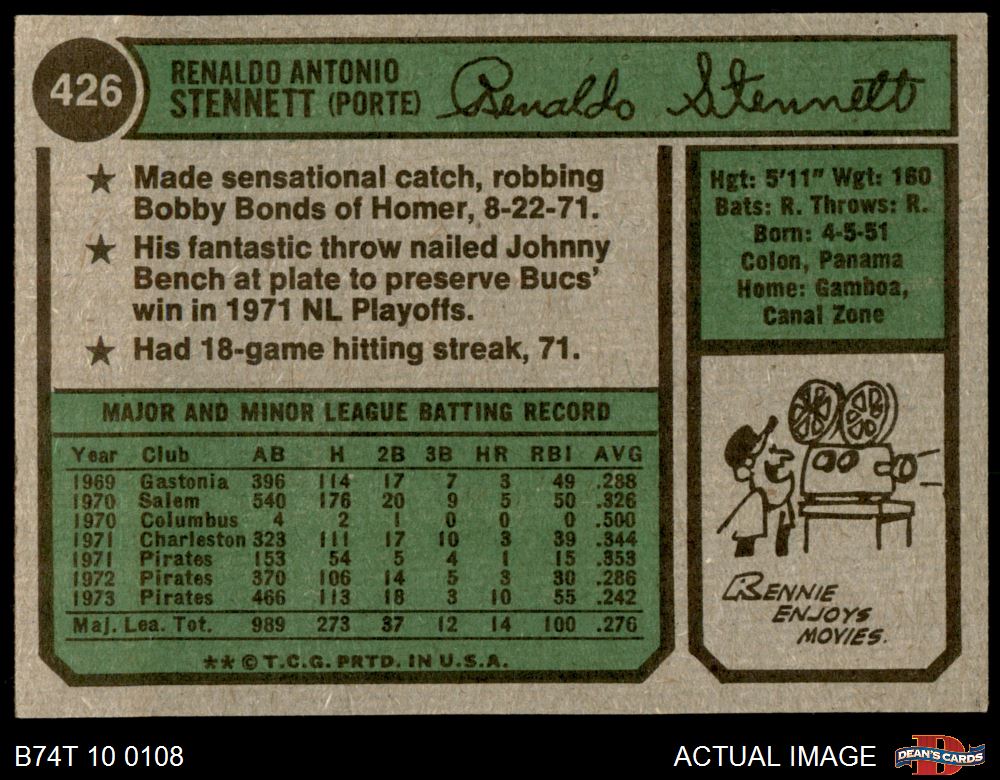 426
RENALDO ANTONIO
STENNETT (PORTE)
Renaldo Stennett
★ Made sensational catch, robbing
Bobby Bonds of Homer, 8-22-71.
★ His fantastic throw nailed Johnny
Bench at plate to preserve Bucs'
win in 1971 NL Playoffs.
★ Had 18-game hitting streak, 71.
MAJOR AND MINOR LEAGUE BATTING RECORD
Year Club AB H 2B 3B HR RBI AVG
1969 Gastonia 396 114 17 7 3 49 .288
1970 Salem 540 176 20 9 5 50 .326
1970 Columbus 4 2 1 0 0 0 .500
1971 Charleston 323 111 17 10 3 39 .344
1971 Pirates 153 54 5 4 1 15 .353
1972 Pirates 370 106 14 5 3 30 .286
1973 Pirates 466 113 18 3 10 55 .242
Maj. Lea. Tot. 989 273 37 12 14 100 .276
** © T.C.G. PRTD. IN U.S.A.
Hgt: 5'11" Wgt: 160
Bats: R. Throws: R.
Born: 4-5-51
Colon, Panama
Home: Gamboa,
Canal Zone
RENNIE
ENJOYS
MOVIES.
B74T 10 0108
ACTUAL IMAGE
D
DEAN'S CARDS